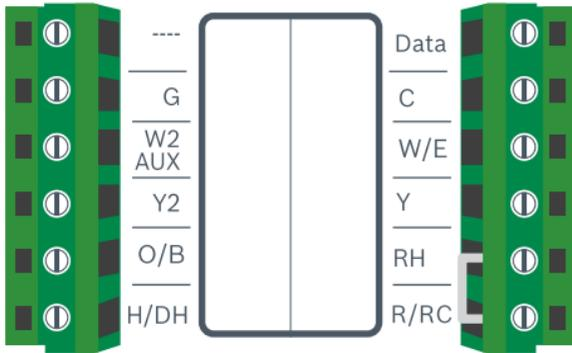 ----
G
W2
AUX
Y2
O/B
H/DH
Data
C
W/E
Y
RH
R/RC